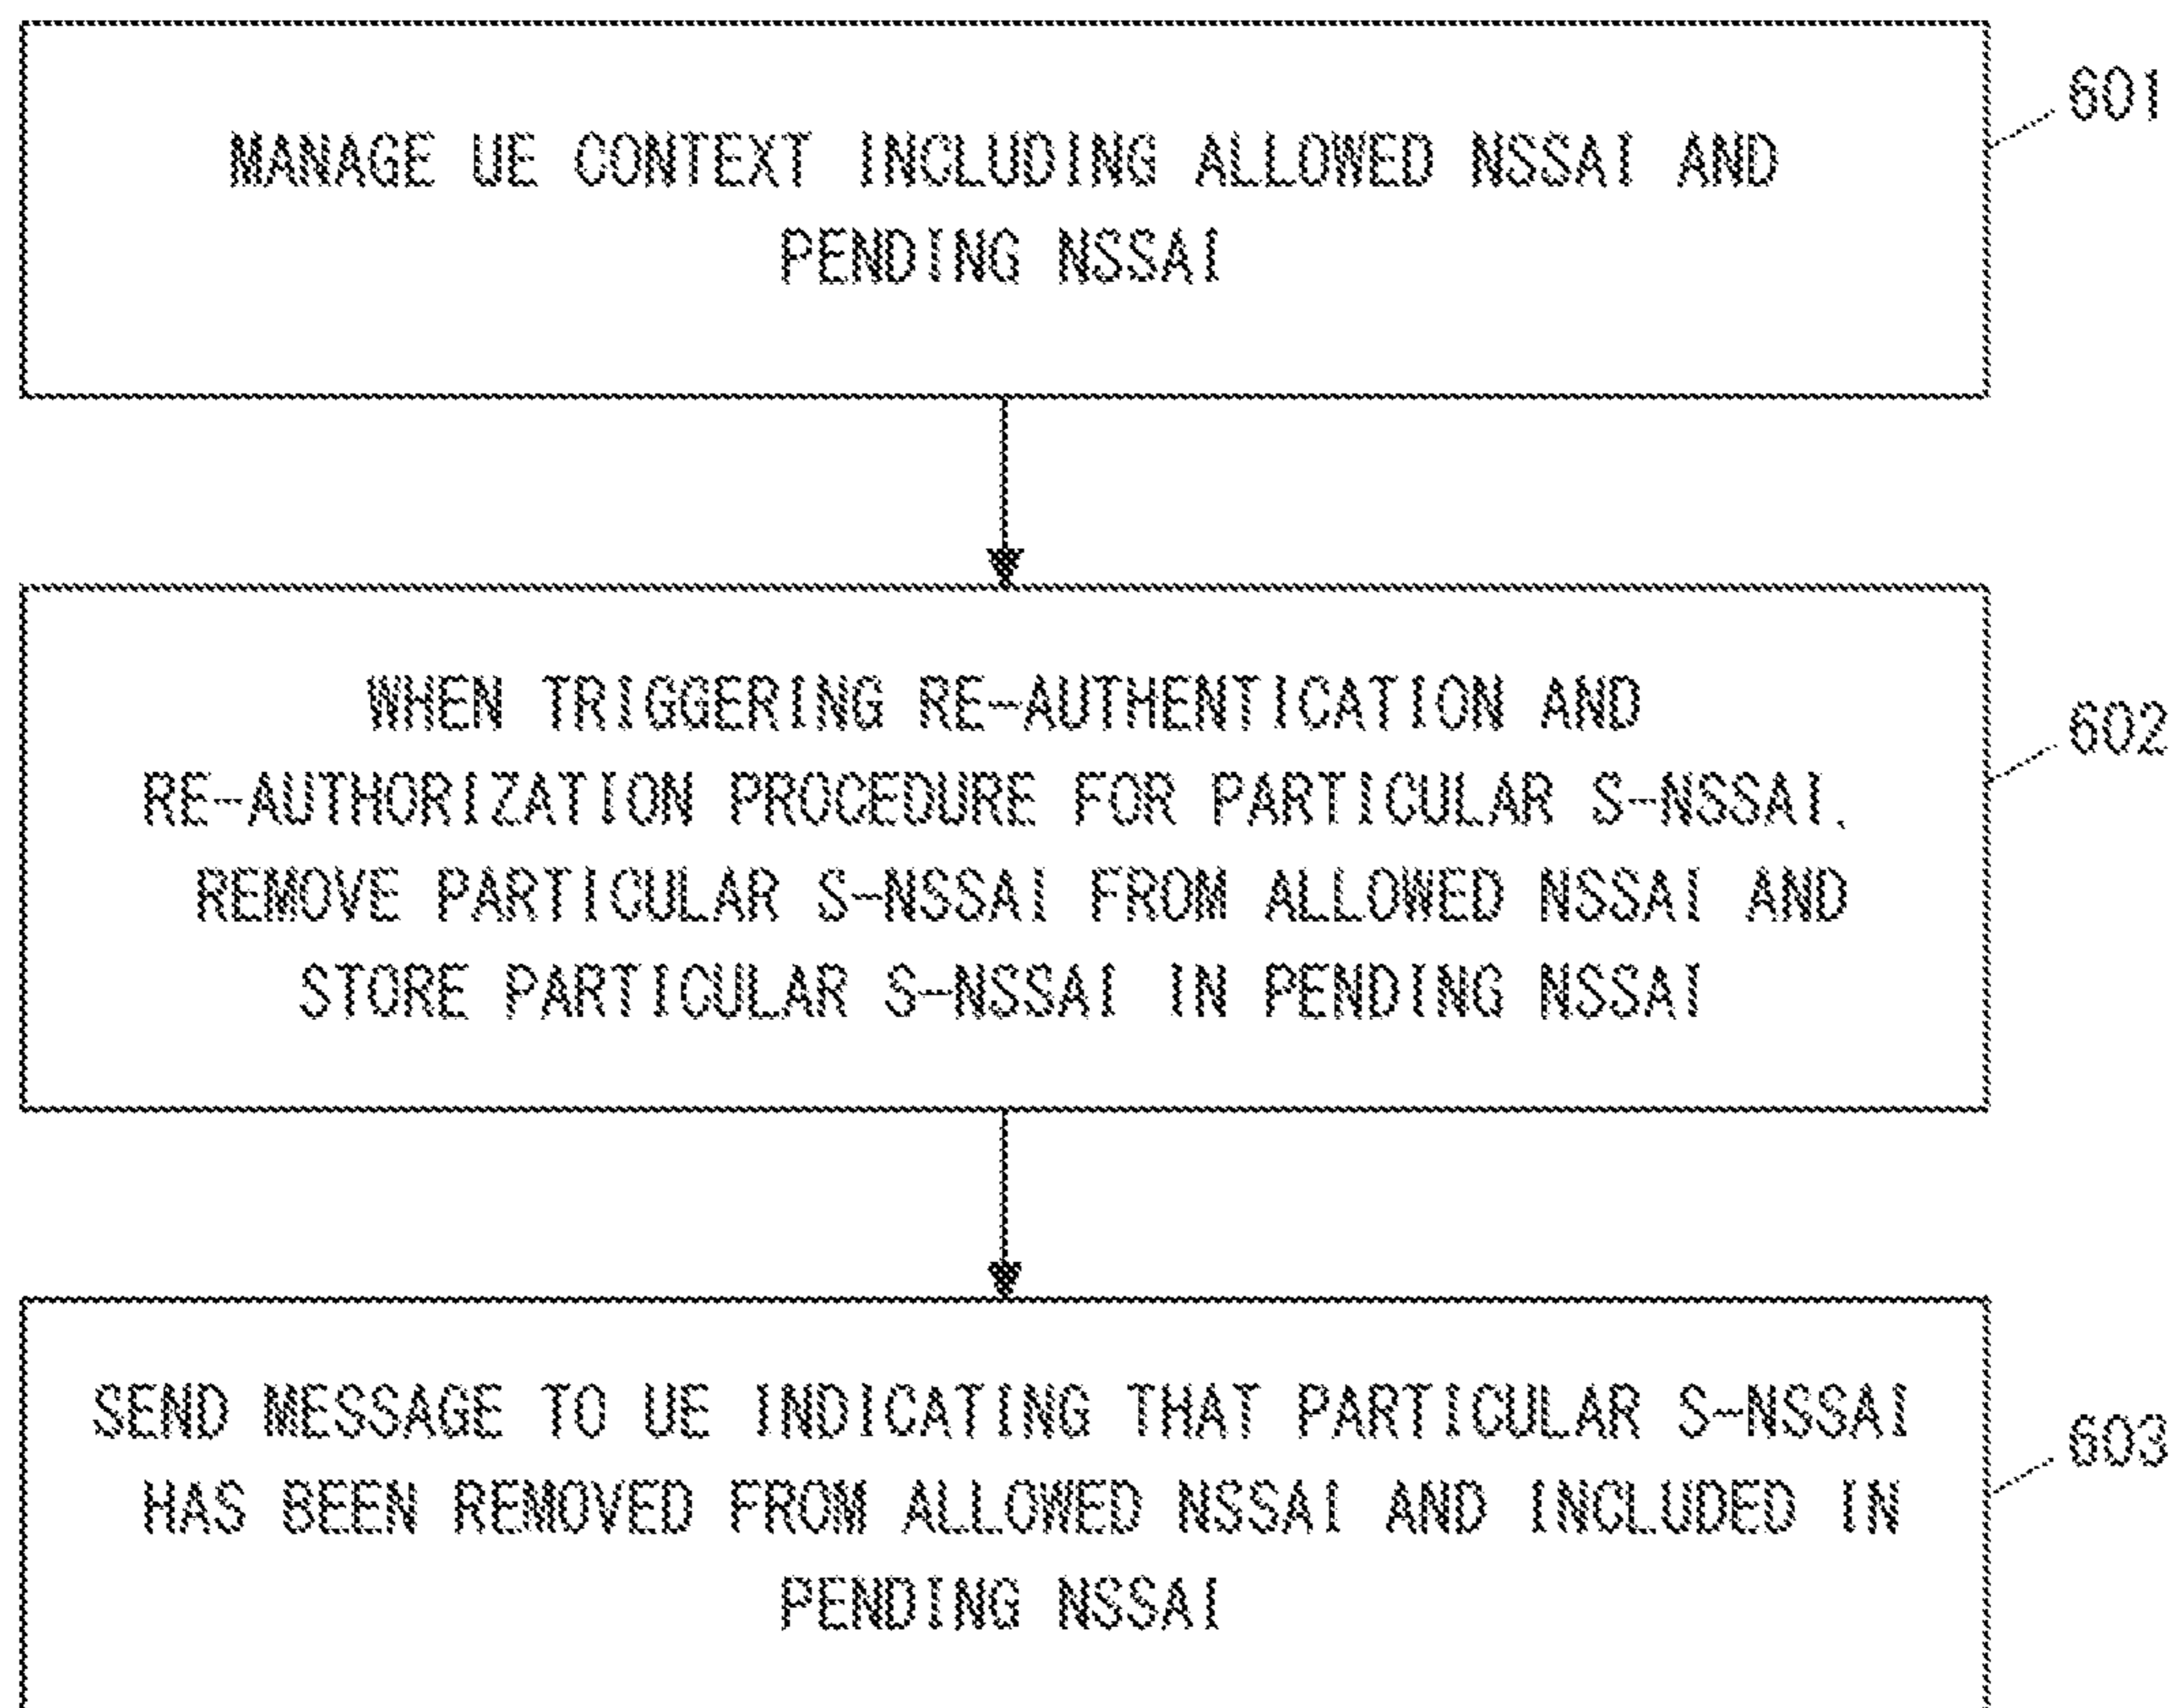 MANAGE UE CONTEXT INCLUDING ALLOWED NSSAI AND
PENDING NSSAI
601
WHEN TRIGGERING RE-AUTHENTICATION AND
RE-AUTHORIZATION PROCEDURE FOR PARTICULAR S-NSSAI,
REMOVE PARTICULAR S-NSSAI FROM ALLOWED NSSAI AND
STORE PARTICULAR S-NSSAI IN PENDING NSSAI
602
SEND MESSAGE TO UE INDICATING THAT PARTICULAR S-NSSAI
HAS BEEN REMOVED FROM ALLOWED NSSAI AND INCLUDED IN
PENDING NSSAI
603